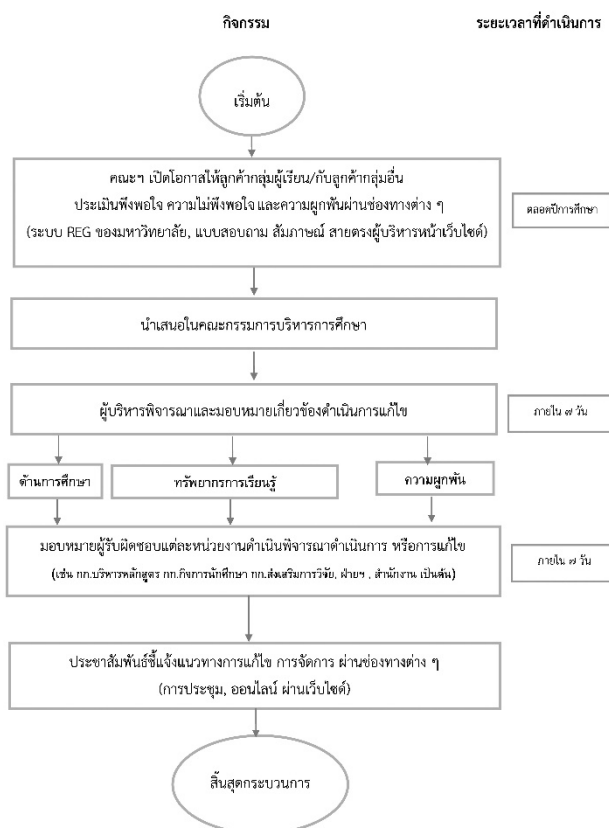 กิจกรรม
ระยะเวลาที่ดำเนินการ
เริ่มต้น
คณะฯ เปิดโอกาสให้ลูกค้ากลุ่มผู้เรียน/กับลูกค้ากลุ่มอื่น
ประเมินพึงพอใจ ความไม่พึงพอใจ และความผูกพันผ่านช่องทางต่าง ๆ
(ระบบ REG ของมหาวิทยาลัย, แบบสอบถาม สัมภาษณ์ สายตรงผู้บริหารหน้าเว็บไซต์)
ตลอดปีการศึกษา
นำเสนอในคณะกรรมการบริหารการศึกษา
ผู้บริหารพิจารณาและมอบหมายเกี่ยวข้องดำเนินการแก้ไข
ภายใน ๗ วัน
ด้านการศึกษา
ทรัพยากรการเรียนรู้
ความผูกพัน
มอบหมายผู้รับผิดชอบแต่ละหน่วยงานดำเนินพิจารณาดำเนินการ หรือการแก้ไข
(เช่น กก.บริหารหลักสูตร กก.กิจการนักศึกษา กก.ส่งเสริมการวิจัย, ฝ่ายฯ , สำนักงาน เป็นต้น)
ภายใน ๗ วัน
ประชาสัมพันธ์ชี้แจ้งแนวทางการแก้ไข การจัดการ ผ่านช่องทางต่าง ๆ
(การประชุม, ออนไลน์ ผ่านเว็บไซต์)
สิ้นสุดกระบวนการ